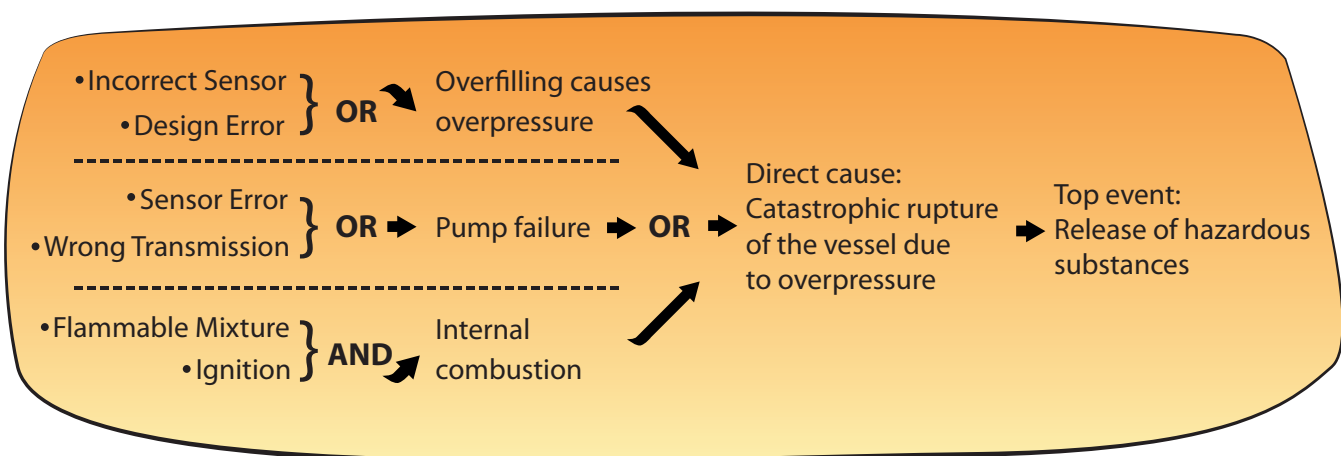 •Incorrect Sensor
•Design Error
OR
Overfilling causes
overpressure
•Sensor Error
•Wrong Transmission
OR
Pump failure
OR
•Flammable Mixture
•Ignition
AND
Internal
combustion
Direct cause:
Catastrophic rupture
of the vessel due
to overpressure
Top event:
Release of hazardous
substances